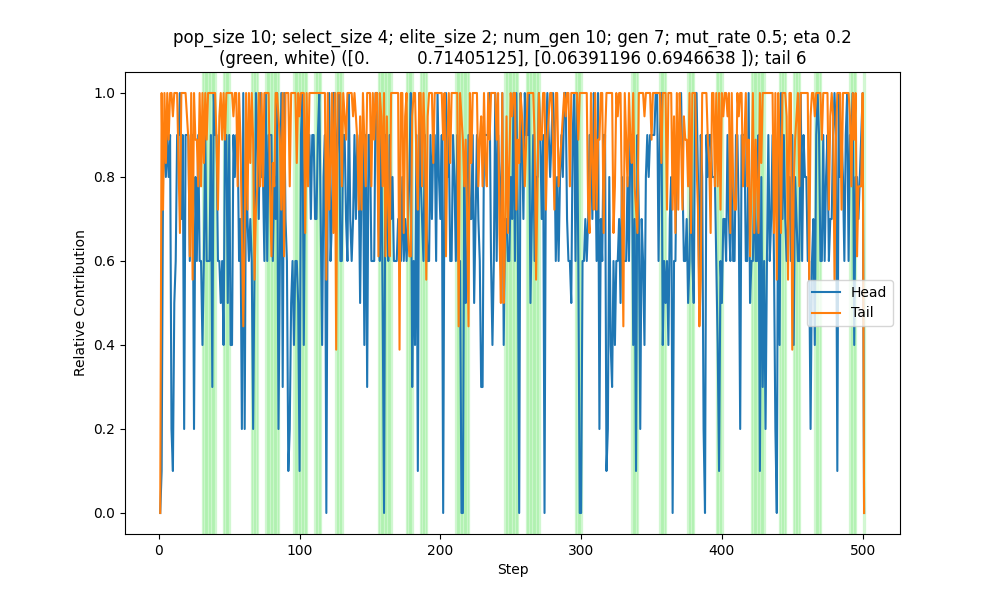 pop_size 10; select_size 4; elite_size 2; num_gen 10; gen 7; mut_rate 0.5; eta 0.2
(green, white) ([0.         0.71405125], [0.06391196 0.6946638 ]); tail 6
1.0
0.8
0.6
0.4
0.2
0.0
Relative Contribution
Head
Tail
0
100
200
300
400
500
Step